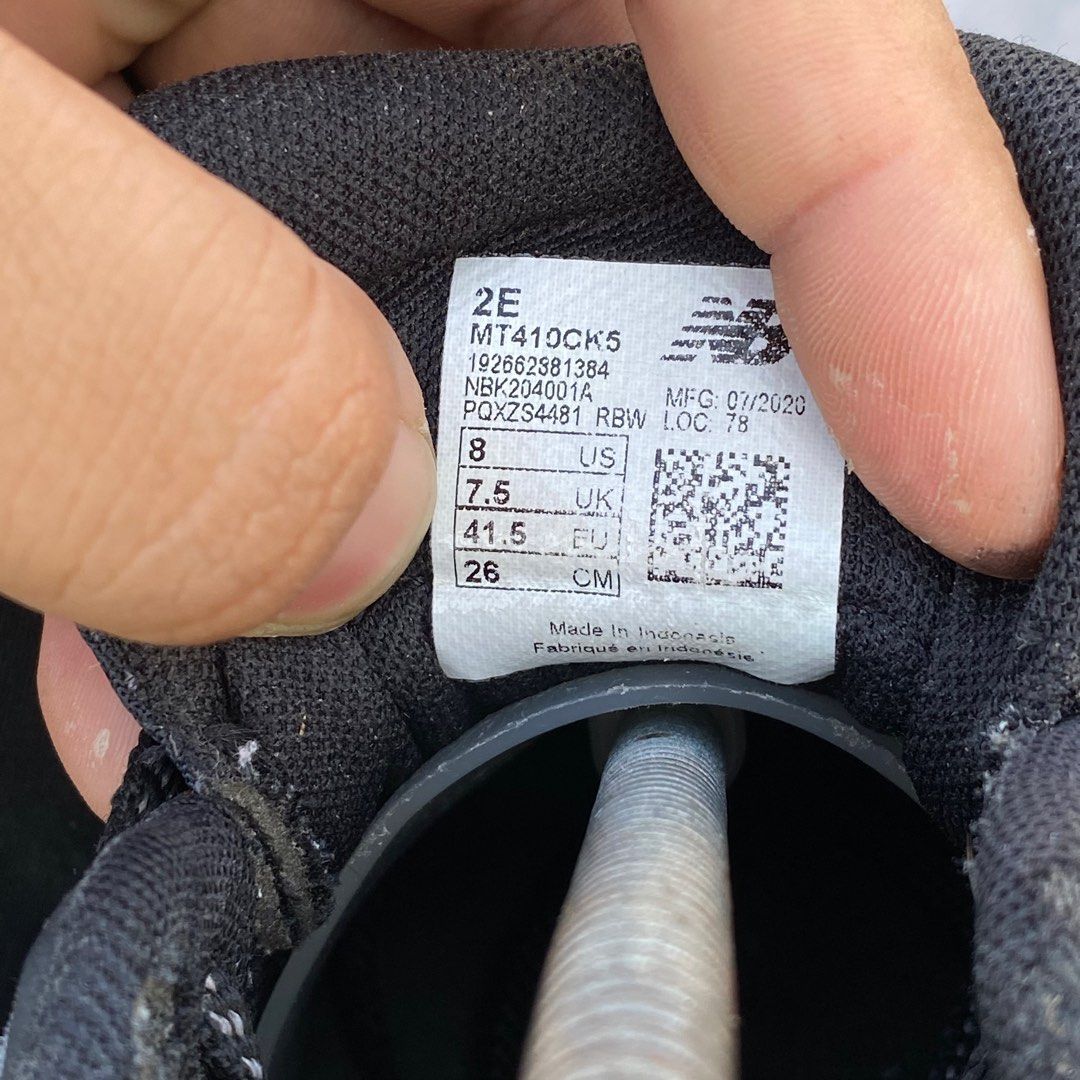 2E
MT410CK5
192662881384
NBK204001A
PQXZS4481 RBW
MFG: 07/2020
LOC: 78
8 US
7.5 UK
41.5 EU
26 CM
Made In Indonesia
Fabriqué en Indonésie